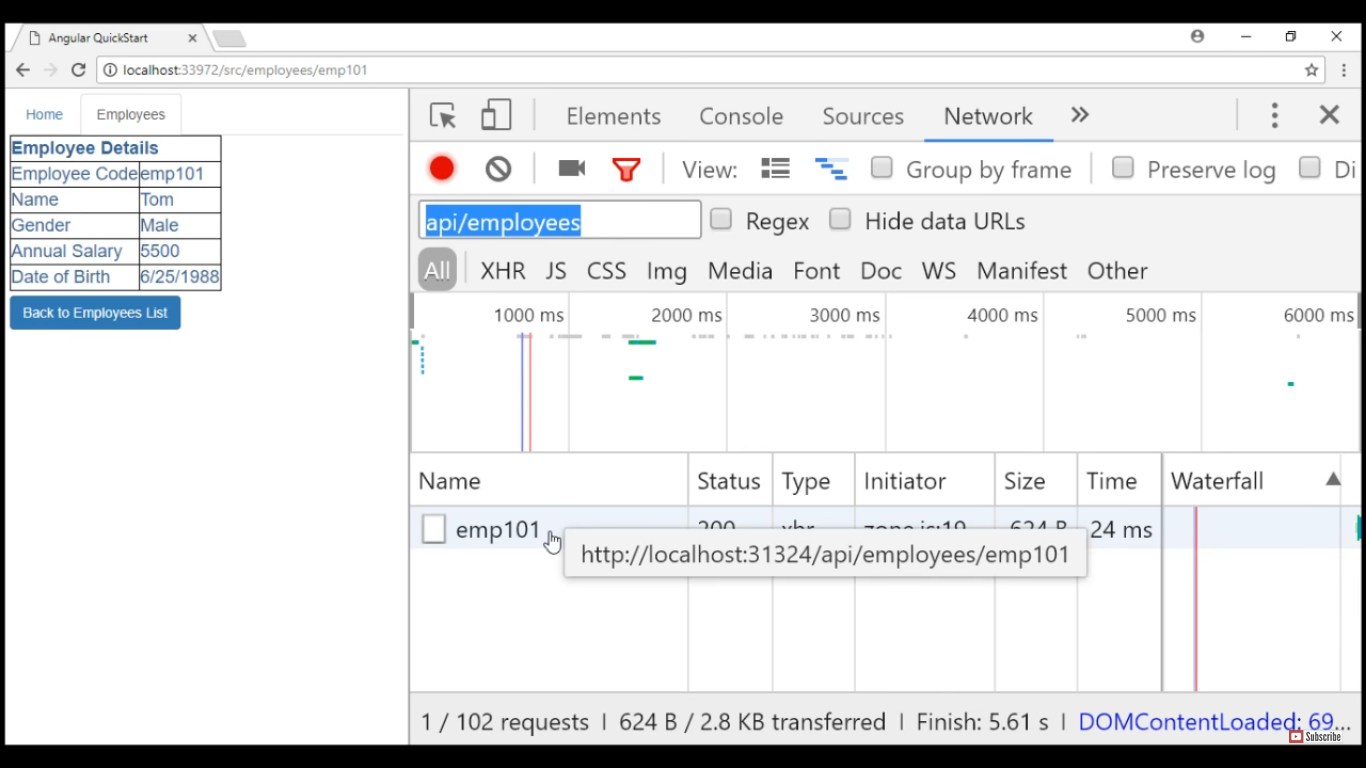 Angular QuickStart
localhost:33972/src/employees/emp101
Home Employees
Employee Details
Employee Code emp101
Name Tom
Gender Male
Annual Salary 5500
Date of Birth 6/25/1988
Back to Employees List
Elements Console Sources Network
View: Group by frame Preserve log Di
api/employees Regex Hide data URLs
All XHR JS CSS Img Media Font Doc WS Manifest Other
1000 ms 2000 ms 3000 ms 4000 ms 5000 ms 6000 ms
Name Status Type Initiator Size Time Waterfall
emp101 200 xhr zone.js:19 624 B 24 ms
http://localhost:31324/api/employees/emp101
1 / 102 requests | 624 B / 2.8 KB transferred | Finish: 5.61 s | DOMContentLoaded: 69...
Subscribe